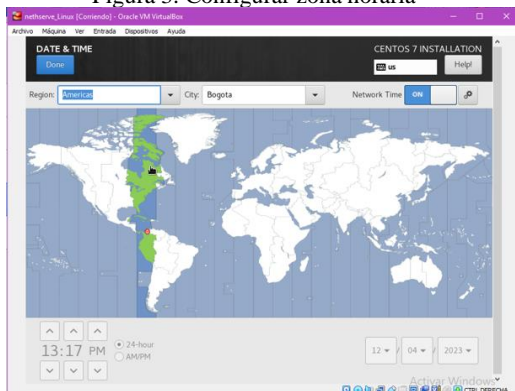 Figura 3. Configurar zona horaria
nethserve_Linux [Corriendo] - Oracle VM VirtualBox
Archivo Máquina Ver Entrada Dispositivos Ayuda
DATE & TIME
CENTOS 7 INSTALLATION
Done
us
Help!
Region: Americas City: Bogota Network Time ON
13:17 PM
24-hour
AM/PM
12 / 04 / 2023
Activar Windows
CTRL DERECHA